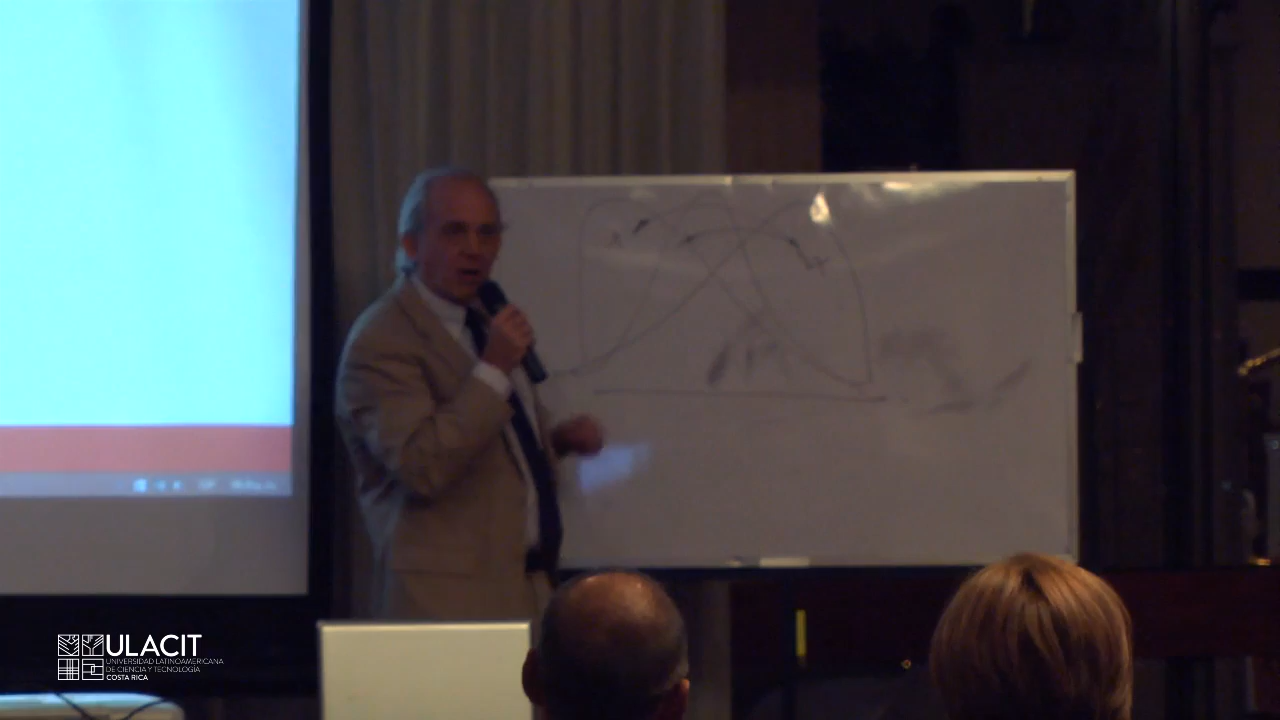 ULACIT
UNIVERSIDAD LATINOAMERICANA
DE CIENCIA Y TECNOLOGÍA
COSTA RICA